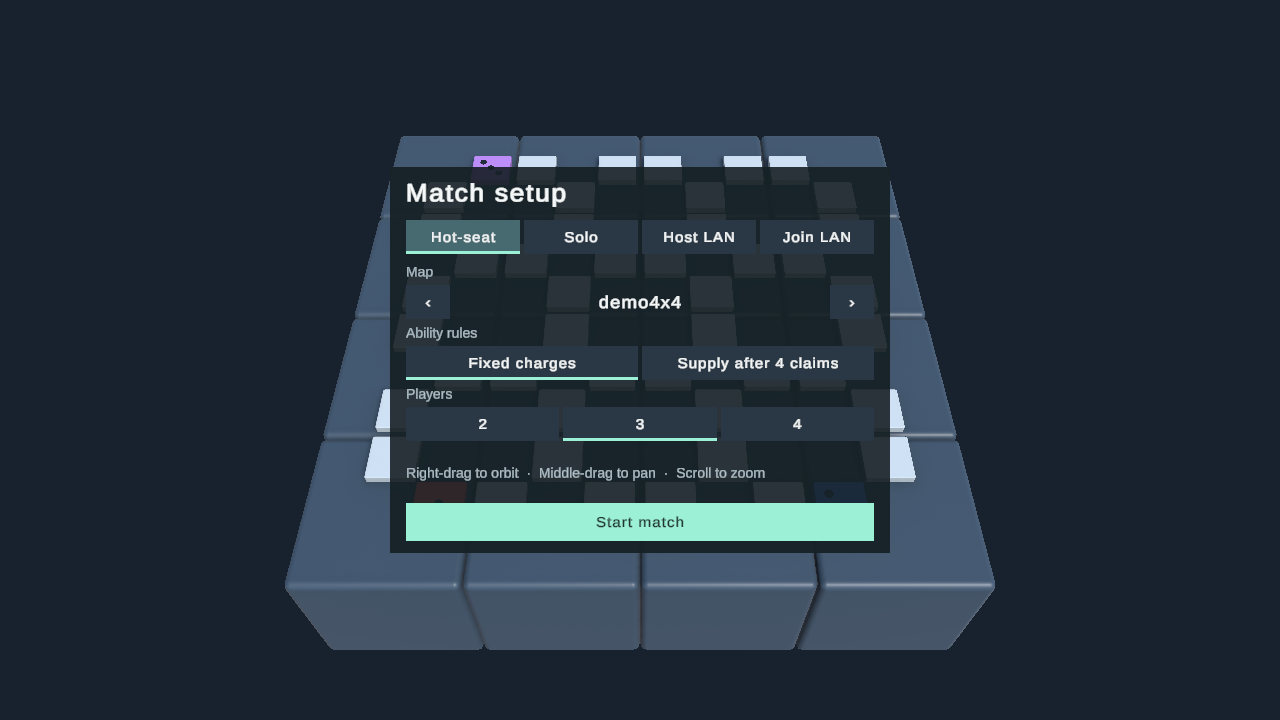 Match setup
Hot-seat Solo Host LAN Join LAN
Map
‹ demo4x4 ›
Ability rules
Fixed charges Supply after 4 claims
Players
2 3 4
Right-drag to orbit · Middle-drag to pan · Scroll to zoom
Start match